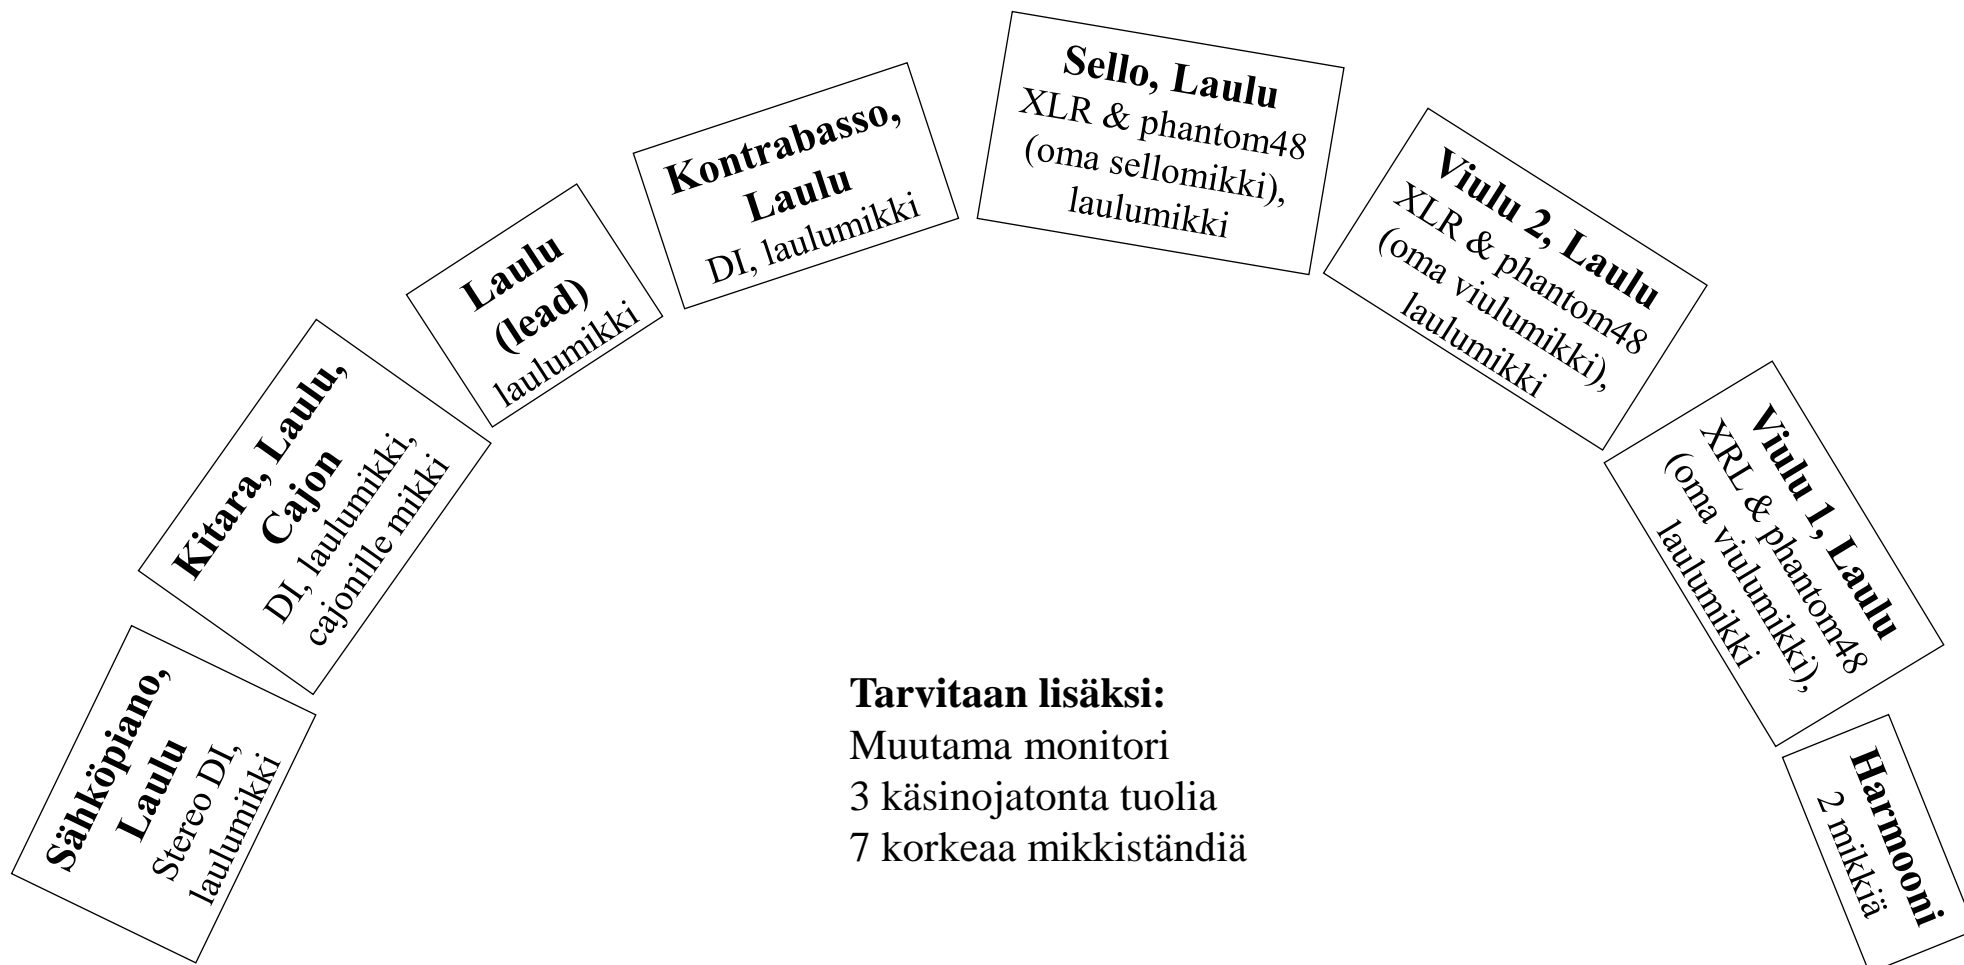 Sähköpiano,
Laulu
Stereo DI,
laulumikki
Kitara, Laulu,
Cajon
DI, laulumikki,
cajonille mikki
Laulu
(lead)
laulumikki
Kontrabasso,
Laulu
DI, laulumikki
Sello, Laulu
XLR & phantom48
(oma sellomikki),
laulumikki
Viulu 2, Laulu
XLR & phantom48
(oma viulumikki),
laulumikki
Viulu 1, Laulu
XRL & phantom48
(oma viulumikki),
laulumikki
Harmooni
2 mikkiä
Tarvitaan lisäksi:
Muutama monitori
3 käsinojatonta tuolia
7 korkeaa mikkiständiä